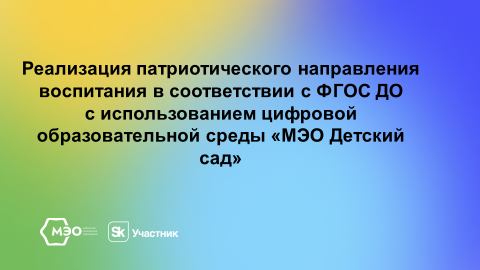 Реализация патриотического направления
воспитания в соответствии с ФГОС ДО
с использованием цифровой
образовательной среды «МЭО Детский
сад»
МЭО
Sk Участник